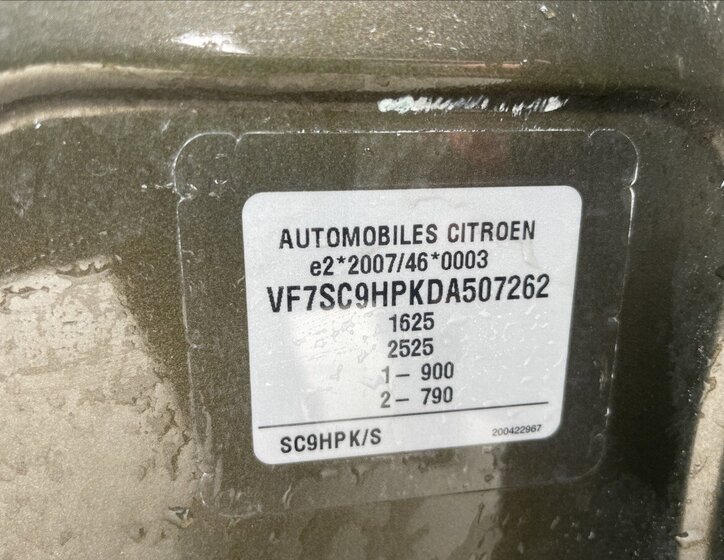 AUTOMOBILES CITROEN
e2*2007/46*0003
VF7SC9HPKDA507262
1625
2525
1- 900
2- 790
SC9HPK/S
200422967